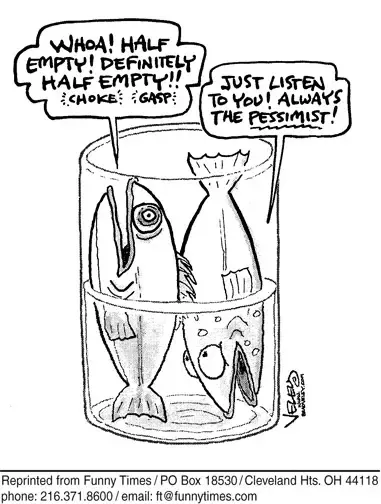 WHOA! HALF
EMPTY! DEFINITELY
HALF EMPTY!!
CHOKE GASP
JUST LISTEN
TO YOU! ALWAYS
THE PESSIMIST!
Reprinted from Funny Times / PO Box 18530 / Cleveland Hts. OH 44118
phone: 216.371.8600 / email: ft@funnytimes.com